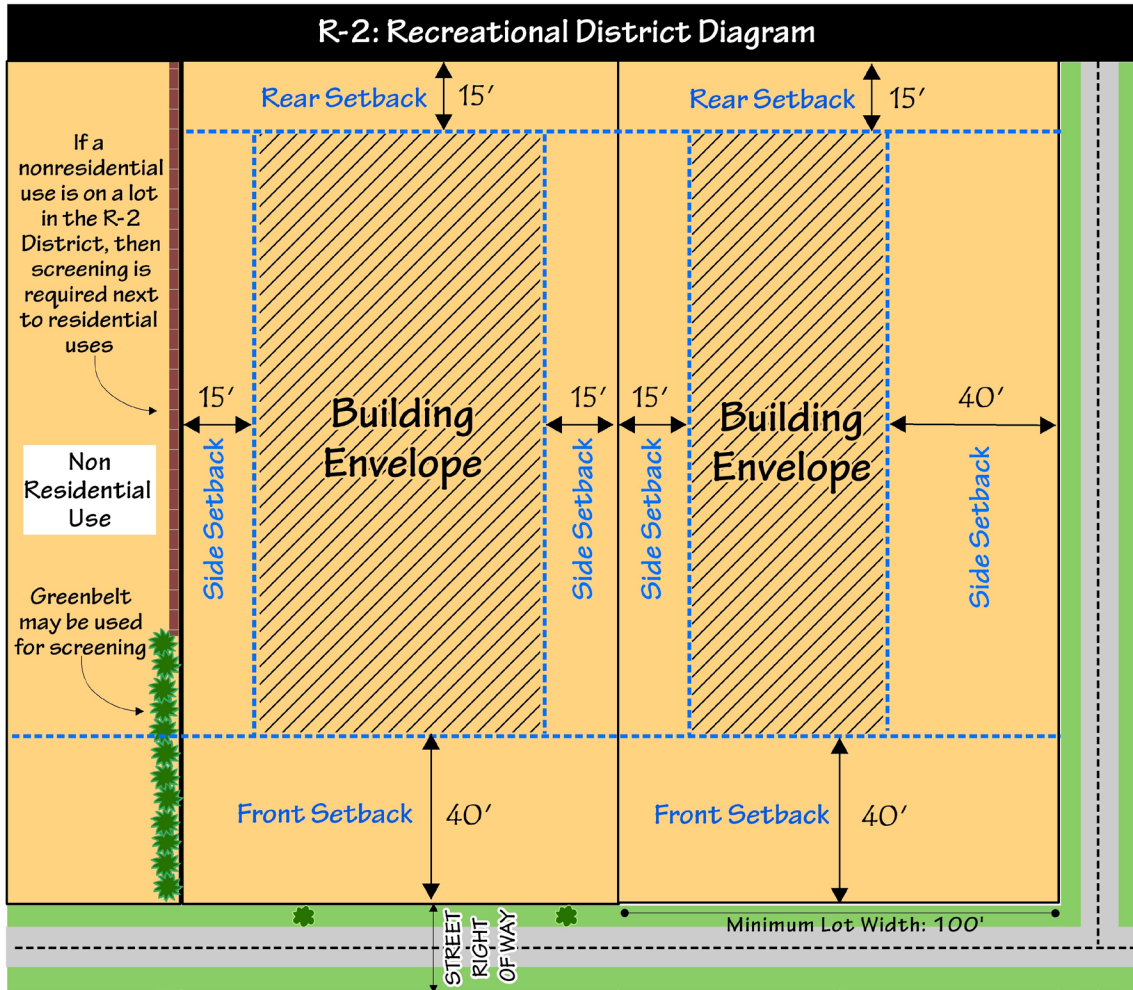 R-2: Recreational District Diagram
Rear Setback
15′
Rear Setback
15′
If a
nonresidential
use is on a lot
in the R-2
District, then
screening is
required next
to residential
uses
15′
15′
15′
40′
Building
Envelope
Building
Envelope
Side Setback
Side Setback
Side Setback
Side Setback
Non
Residential
Use
Greenbelt
may be used
for screening
Front Setback
40′
Front Setback
40′
STREET
RIGHT
OF WAY
Minimum Lot Width: 100'